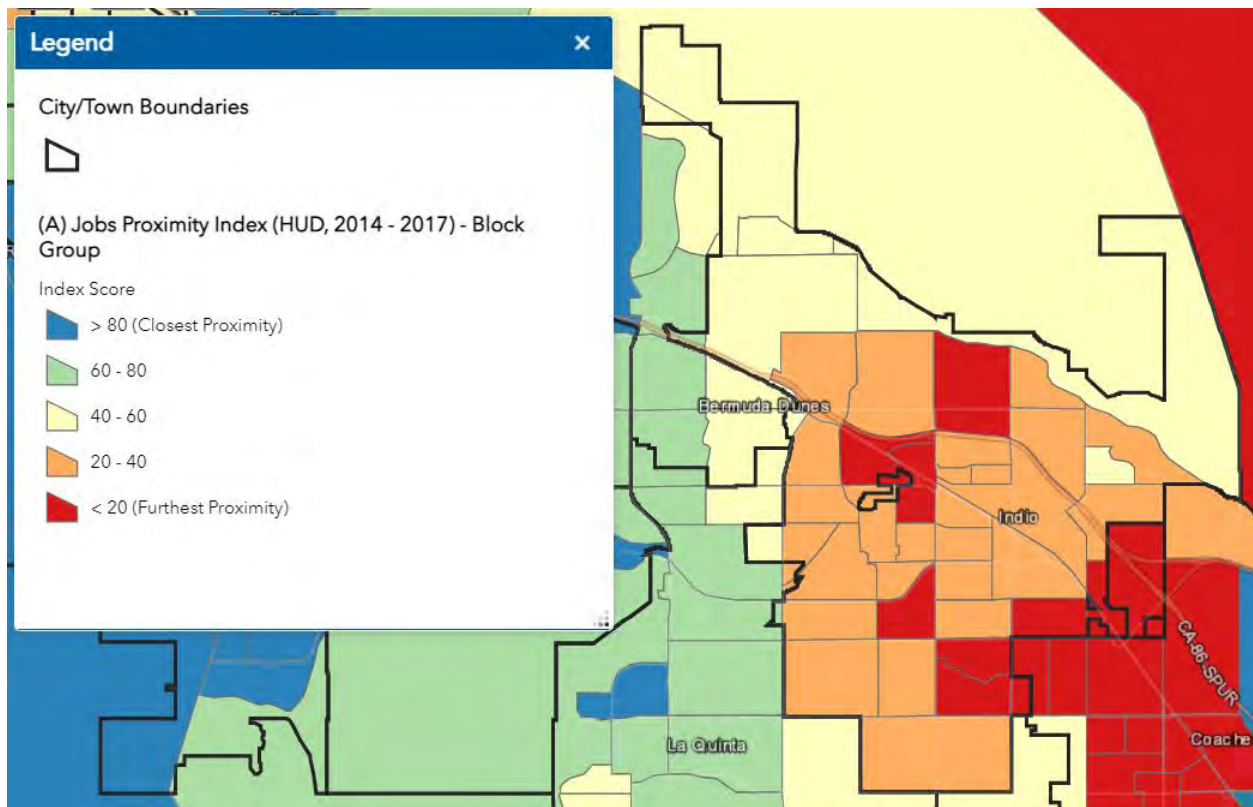 Legend
City/Town Boundaries
(A) Jobs Proximity Index (HUD, 2014 - 2017) - Block
Group
Index Score
> 80 (Closest Proximity)
60 - 80
40 - 60
20 - 40
< 20 (Furthest Proximity)
Bermuda Dunes
Indio
CA-86-SPUR
La Quinta
Coache